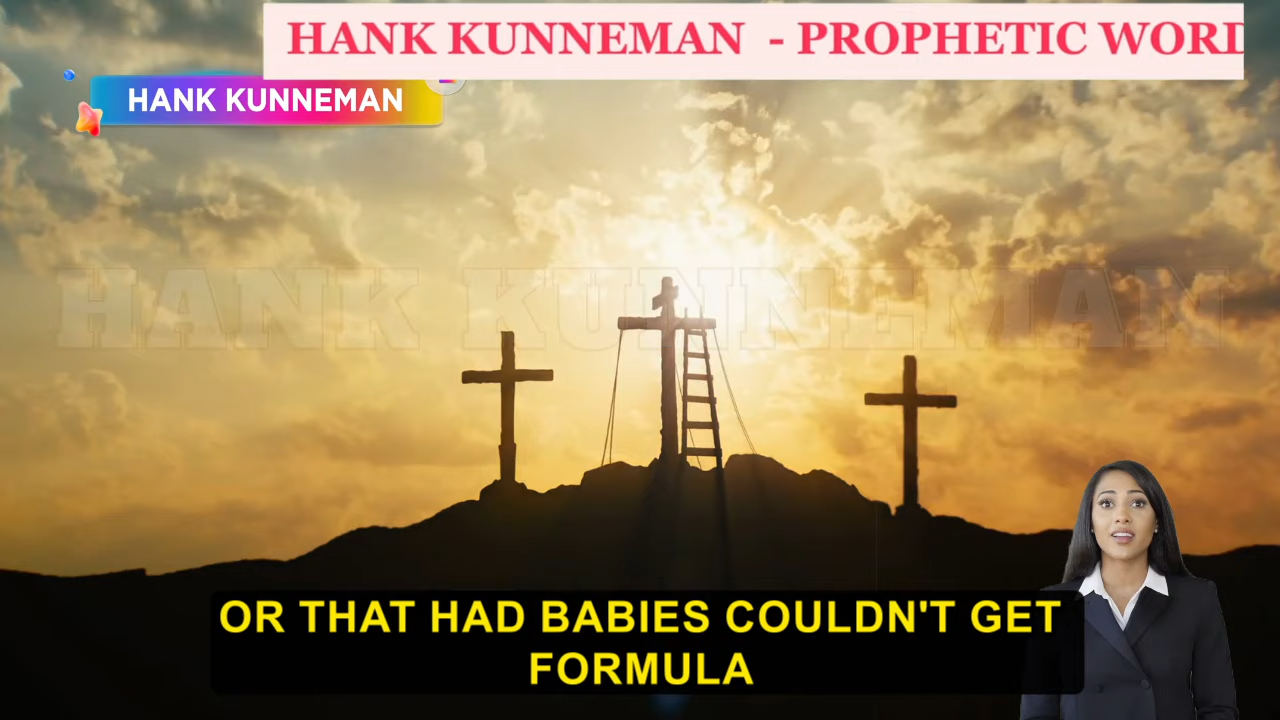 HANK KUNNEMAN - PROPHETIC WORD
HANK KUNNEMAN
HANK KUNNEMAN
OR THAT HAD BABIES COULDN'T GET
FORMULA